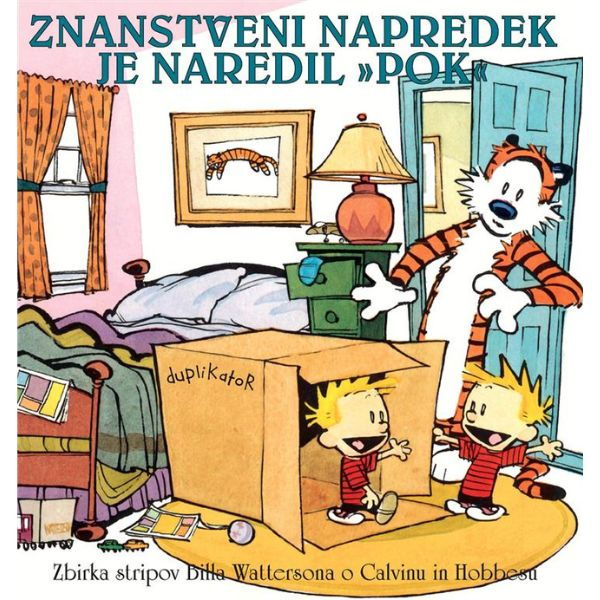 ZNANSTVENI NAPREDEK
JE NAREDIL »POK«
duplikatoR
Zbirka stripov Billa Wattersona o Calvinu in Hobbesu